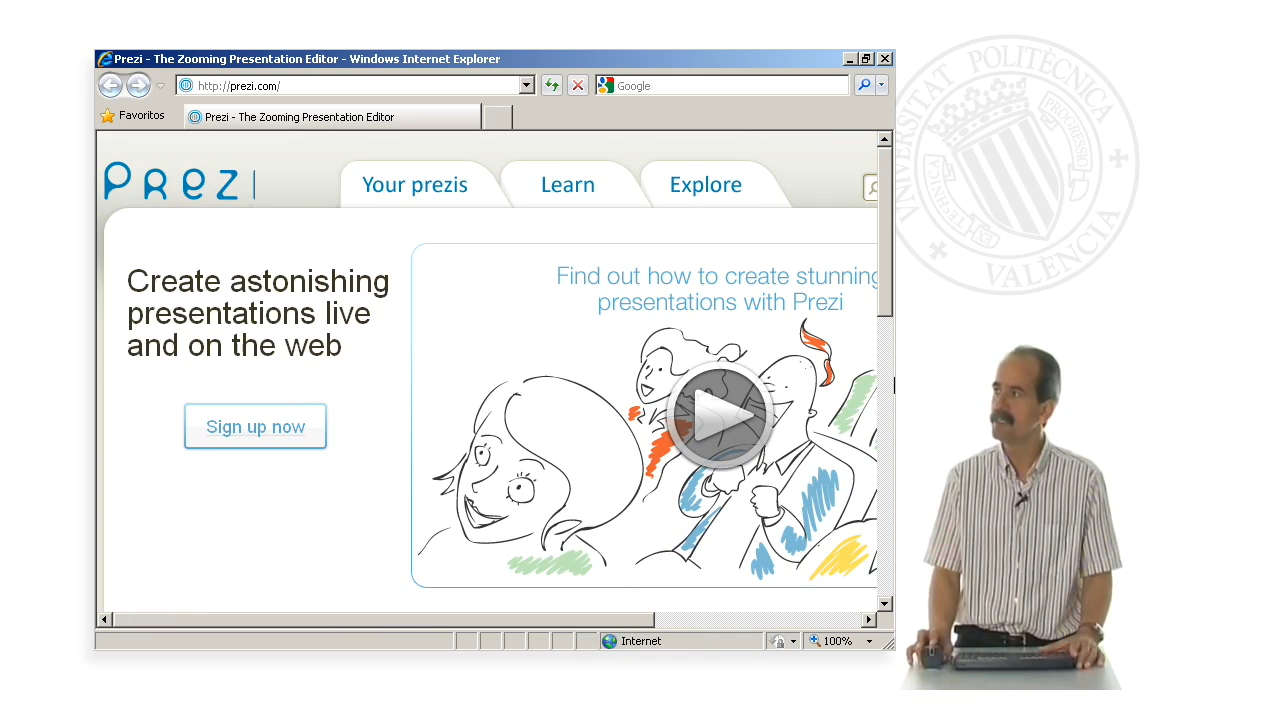 Prezi - The Zooming Presentation Editor - Windows Internet Explorer
http://prezi.com/
Google
Favoritos
Prezi - The Zooming Presentation Editor
Prezi
Your prezis
Learn
Explore
Create astonishing
presentations live
and on the web
Sign up now
Find out how to create stunning
presentations with Prezi
Internet
100%
UNIVERSITAT POLITÈCNICA
VALÈNCIA